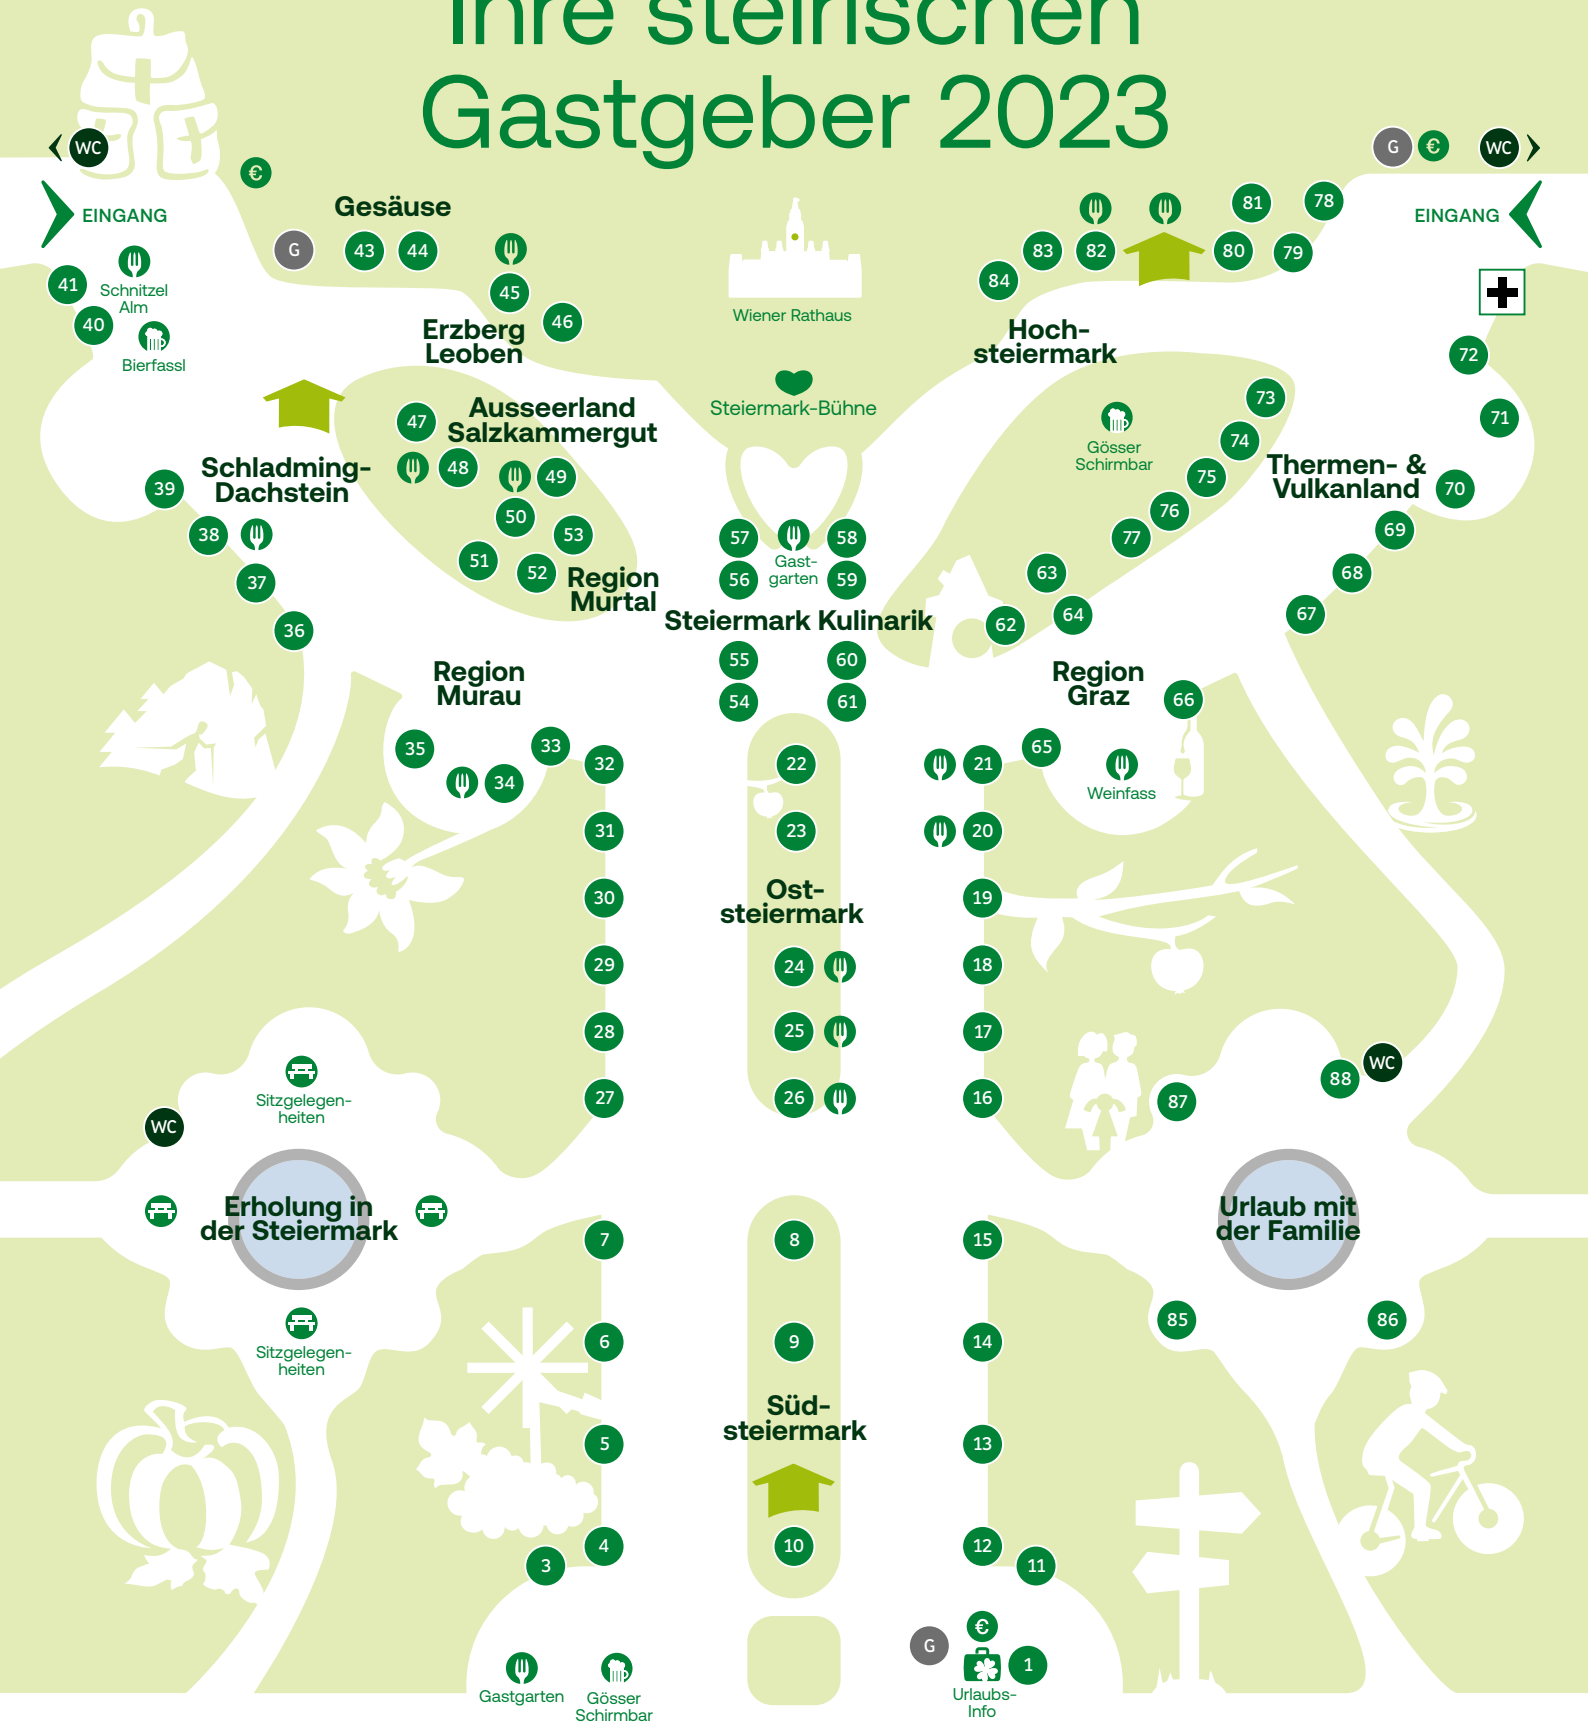 Ihre steirischen
Gastgeber 2023
WC
€
G
€
WC
EINGANG
EINGANG
Gesäuse
G
43
44
45
46
41
40
Schnitzel
Alm
Bierfassl
Erzberg
Leoben
Wiener Rathaus
Steiermark-Bühne
81
78
83
82
80
79
84
Hoch-
steiermark
72
71
70
69
68
67
73
74
75
76
77
Gösser
Schirmbar
Thermen- &
Vulkanland
Ausseerland
Salzkammergut
47
48
49
50
51
52
53
Region
Murtal
Schladming-
Dachstein
39
38
37
36
57
58
Gast-
garten
56
59
Steiermark Kulinarik
55
60
54
61
63
62
64
Region
Graz
66
65
Weinfass
Region
Murau
35
34
33
32
31
30
29
28
27
22
23
Ost-
steiermark
24
25
26
21
20
19
18
17
16
Sitzgelegen-
heiten
WC
Erholung in
der Steiermark
Sitzgelegen-
heiten
87
88
WC
Urlaub mit
der Familie
85
86
7
6
5
4
3
8
9
Süd-
steiermark
10
15
14
13
12
11
Gastgarten
Gösser
Schirmbar
G
€
1
Urlaubs-
Info